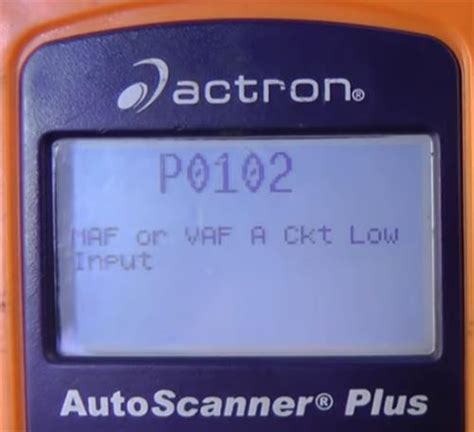 actron®
P0102
MAF or VAF A Ckt Low
Input
AutoScanner® Plus